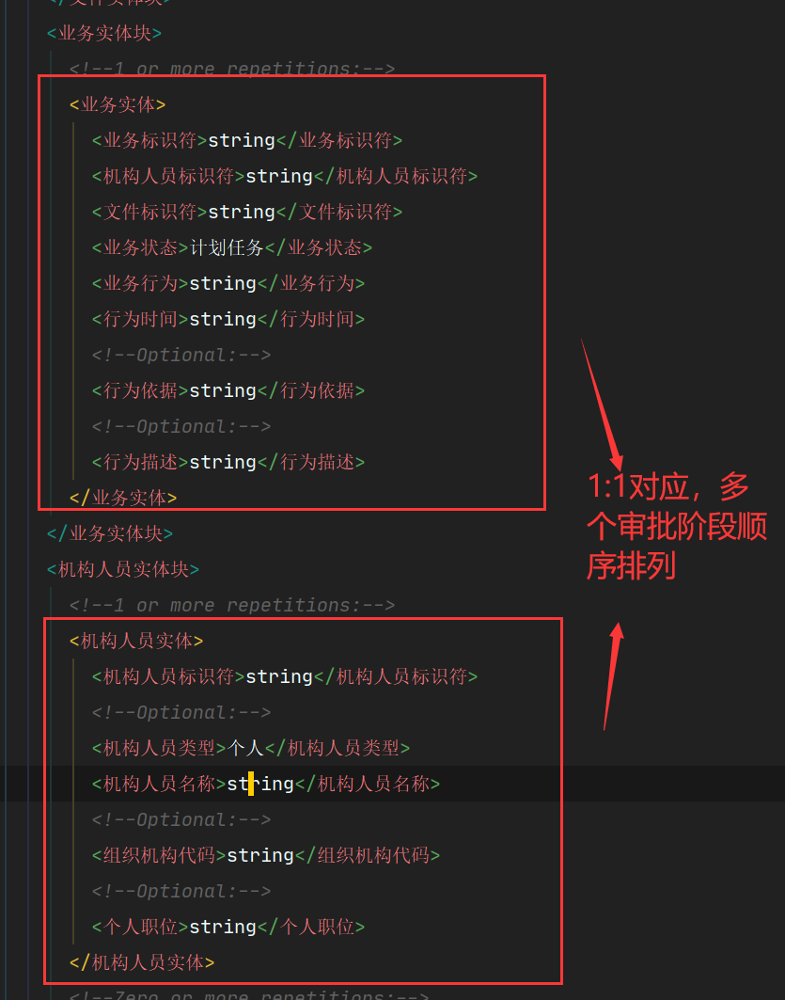 </文件实体块>
<业务实体块>
<!--1 or more repetitions:-->
<业务实体>
<业务标识符>string</业务标识符>
<机构人员标识符>string</机构人员标识符>
<文件标识符>string</文件标识符>
<业务状态>计划任务</业务状态>
<业务行为>string</业务行为>
<行为时间>string</行为时间>
<!--Optional:-->
<行为依据>string</行为依据>
<!--Optional:-->
<行为描述>string</行为描述>
</业务实体>
</业务实体块>
<机构人员实体块>
<!--1 or more repetitions:-->
<机构人员实体>
<机构人员标识符>string</机构人员标识符>
<!--Optional:-->
<机构人员类型>个人</机构人员类型>
<机构人员名称>string</机构人员名称>
<!--Optional:-->
<组织机构代码>string</组织机构代码>
<!--Optional:-->
<个人职位>string</个人职位>
</机构人员实体>
<!--Zero or more repetitions:-->
1:1对应，多
个审批阶段顺
序排列